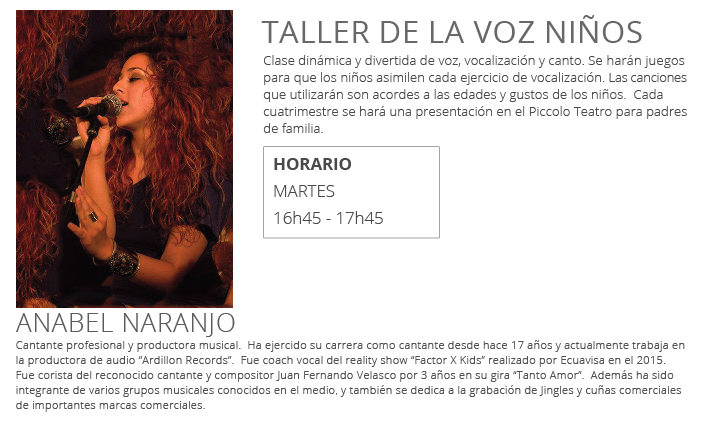 TALLER DE LA VOZ NIÑOS
Clase dinámica y divertida de voz, vocalización y canto. Se harán juegos
para que los niños asimilen cada ejercicio de vocalización. Las canciones
que utilizarán son acordes a las edades y gustos de los niños.  Cada
cuatrimestre se hará una presentación en el Piccolo Teatro para padres
de familia.
HORARIO
MARTES
16h45 - 17h45
ANABEL NARANJO
Cantante profesional y productora musical.  Ha ejercido su carrera como cantante desde hace 17 años y actualmente trabaja en
la productora de audio “Ardillon Records”.  Fue coach vocal del reality show “Factor X Kids” realizado por Ecuavisa en el 2015.
Fue corista del reconocido cantante y compositor Juan Fernando Velasco por 3 años en su gira “Tanto Amor”.  Además ha sido
integrante de varios grupos musicales conocidos en el medio, y también se dedica a la grabación de Jingles y cuñas comerciales
de importantes marcas comerciales.